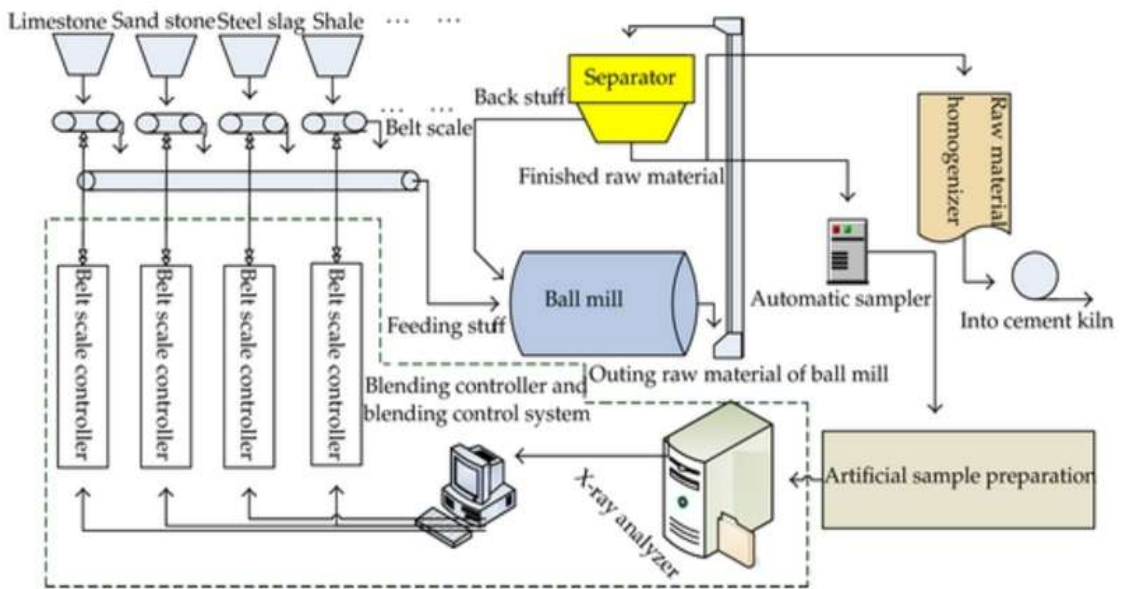 Limestone Sand stone Steel slag Shale ... ...
Separator
Back stuff
... ...
Belt scale
Finished raw material
Raw material
homogenizer
Ball mill
Automatic sampler
Into cement kiln
Feeding stuff
Outing raw material of ball mill
Belt scale controller
Belt scale controller
Belt scale controller
Belt scale controller
Blending controller and
blending control system
X-ray analyzer
Artificial sample preparation